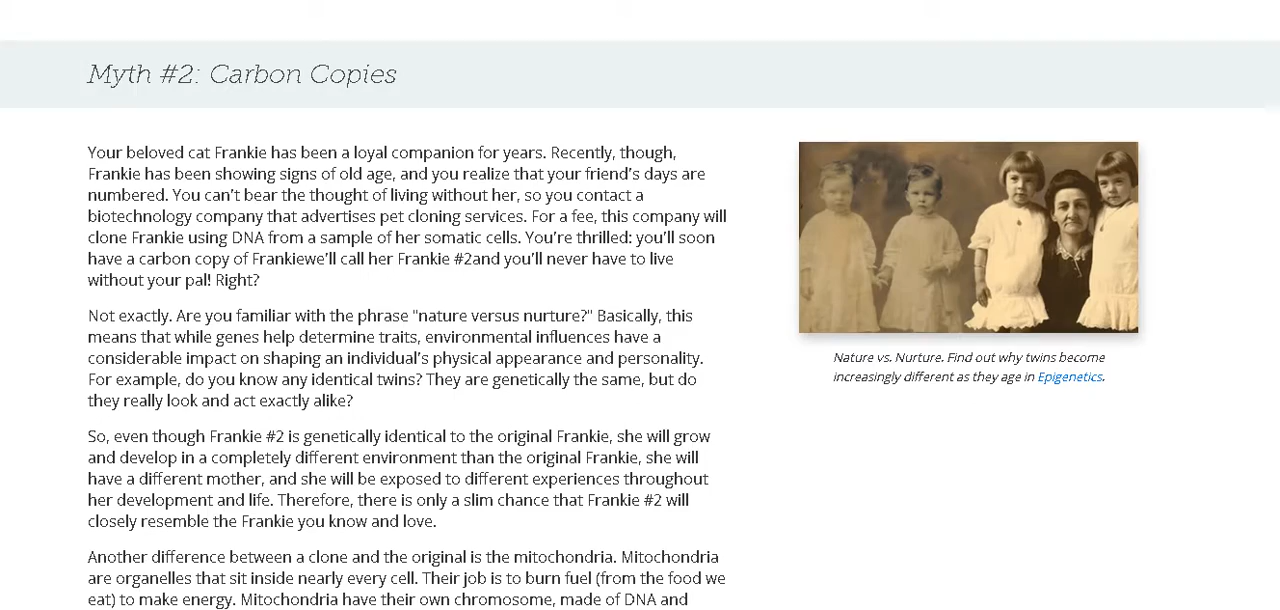 Myth #2: Carbon Copies
Your beloved cat Frankie has been a loyal companion for years. Recently, though,
Frankie has been showing signs of old age, and you realize that your friend's days are
numbered. You can't bear the thought of living without her, so you contact a
biotechnology company that advertises pet cloning services. For a fee, this company will
clone Frankie using DNA from a sample of her somatic cells. You're thrilled: you'll soon
have a carbon copy of Frankiewe'll call her Frankie #2and you'll never have to live
without your pal! Right?
Not exactly. Are you familiar with the phrase "nature versus nurture?" Basically, this
means that while genes help determine traits, environmental influences have a
considerable impact on shaping an individual's physical appearance and personality.
For example, do you know any identical twins? They are genetically the same, but do
they really look and act exactly alike?
So, even though Frankie #2 is genetically identical to the original Frankie, she will grow
and develop in a completely different environment than the original Frankie, she will
have a different mother, and she will be exposed to different experiences throughout
her development and life. Therefore, there is only a slim chance that Frankie #2 will
closely resemble the Frankie you know and love.
Another difference between a clone and the original is the mitochondria. Mitochondria
are organelles that sit inside nearly every cell. Their job is to burn fuel (from the food we
eat) to make energy. Mitochondria have their own chromosome, made of DNA and
Nature vs. Nurture. Find out why twins become
increasingly different as they age in Epigenetics.